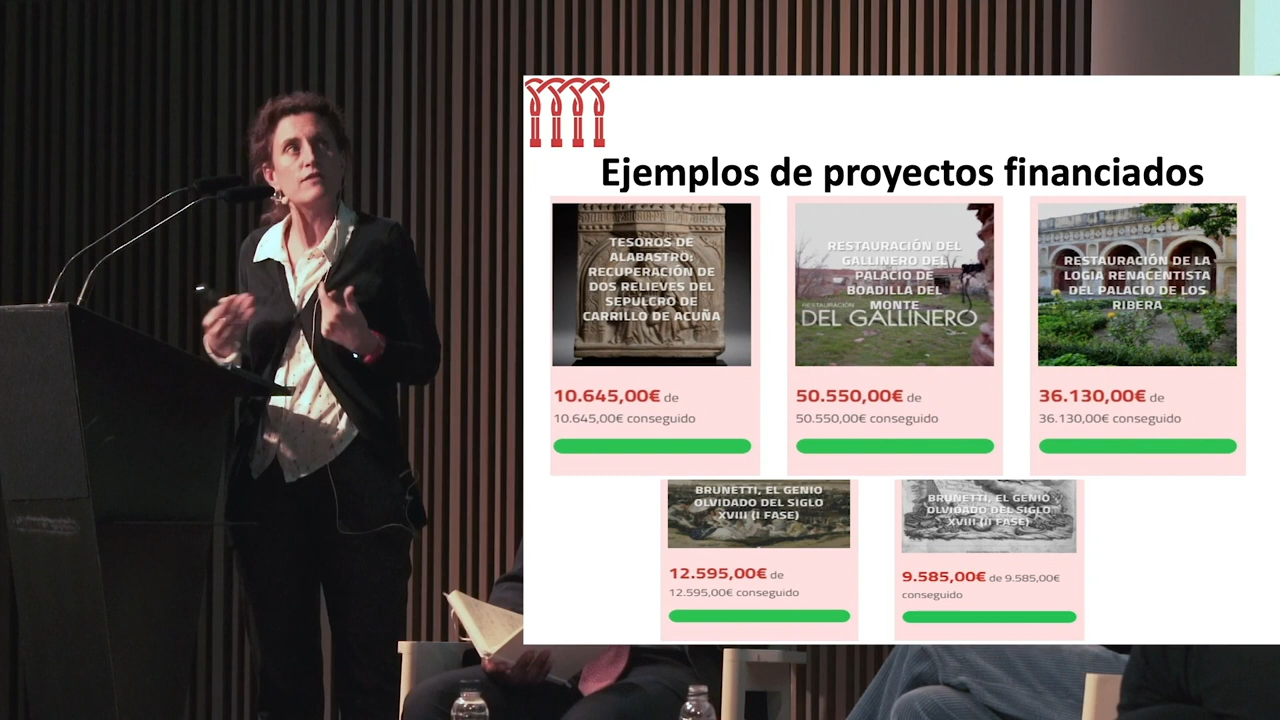 Ejemplos de proyectos financiados
TESOROS DE
ALABASTRO:
RECUPERACIÓN DE
DOS RELIEVES DEL
SEPULCRO DE
CARRILLO DE ACUÑA
10.645,00€ de
10.645,00€ conseguido
RESTAURACIÓN DEL
GALLINERO DEL
PALACIO DE
BOADILLA DEL
MONTE
RESTAURACIÓN
DEL GALLINERO
50.550,00€ de
50.550,00€ conseguido
RESTAURACIÓN DE LA
LOGIA RENACENTISTA
DEL PALACIO DE LOS
RIBERA
36.130,00€ de
36.130,00€ conseguido
BRUNETTI, EL GENIO
OLVIDADO DEL SIGLO
XVIII (I FASE)
12.595,00€ de
12.595,00€ conseguido
BRUNETTI, EL GENIO
OLVIDADO DEL SIGLO
XVIII (II FASE)
9.585,00€ de 9.585,00€
conseguido